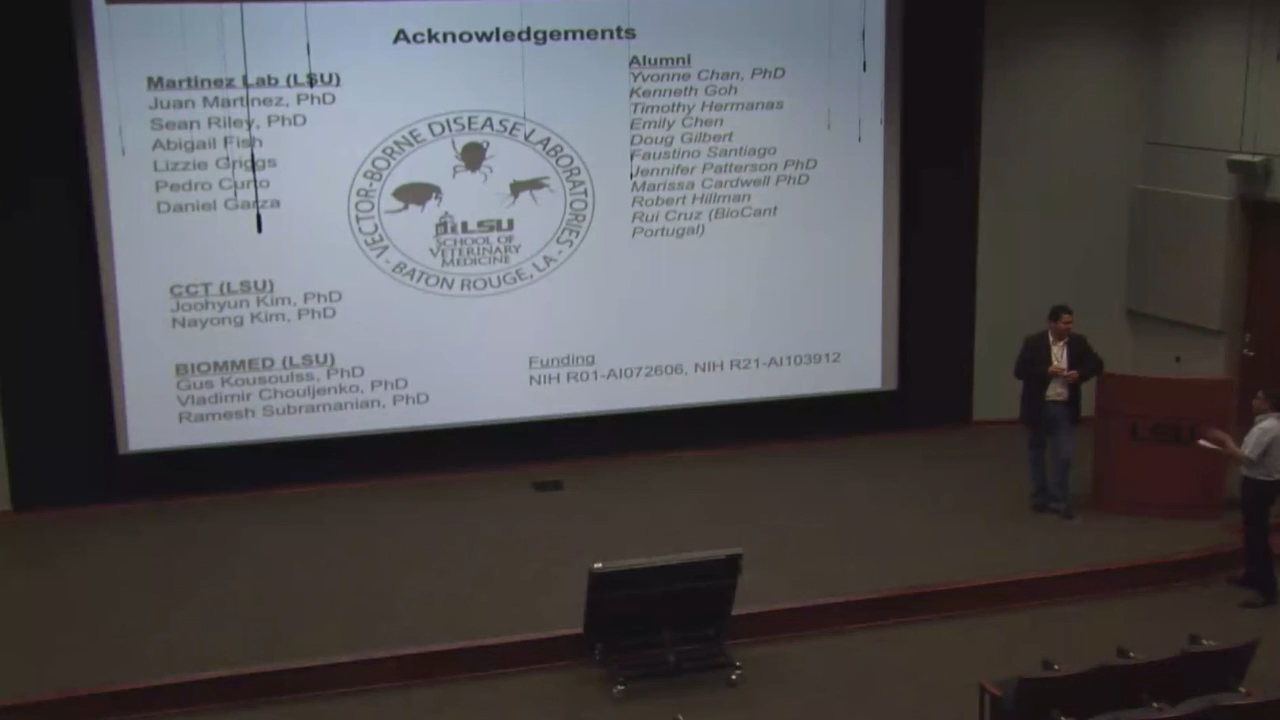 Acknowledgements
Martinez Lab (LSU)
Juan Martinez, PhD
Sean Riley, PhD
Abigail Fish
Lizzie Griggs
Pedro Curto
Daniel Garza
CCT (LSU)
Joohyun Kim, PhD
Nayong Kim, PhD
BIOMMED (LSU)
Gus Kousoulss, PhD
Vladimir Chouljenko, PhD
Ramesh Subramanian, PhD
VECTOR-BORNE DISEASE LABORATORIES
LSU
SCHOOL OF
VETERINARY
MEDICINE
- BATON ROUGE, LA -
Alumni
Yvonne Chan, PhD
Kenneth Goh
Timothy Hermanas
Emily Chen
Doug Gilbert
Faustino Santiago
Jennifer Patterson PhD
Marissa Cardwell PhD
Robert Hillman
Rui Cruz (BioCant
Portugal)
Funding
NIH R01-AI072606, NIH R21-AI103912
LSU